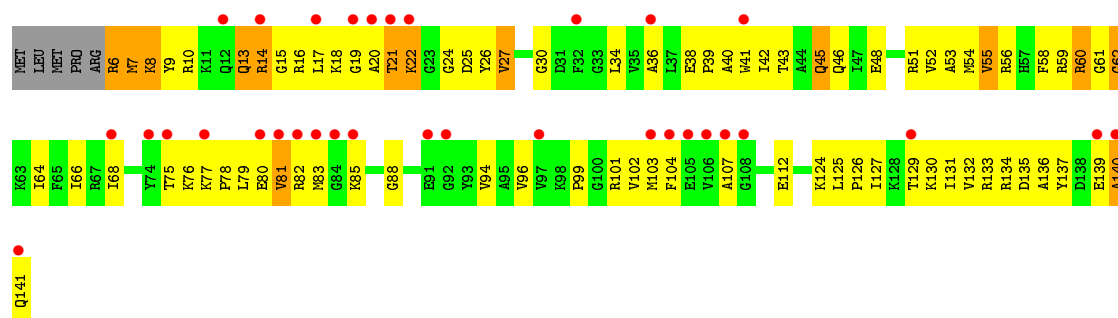 MET LEU MET PRO ARG R6 M7 K8 Y9 R10 K11 Q12 Q13 R14 G15 R16 L17 K18 G19 A20 T21 K22 G23 G24 D25 Y26 V27 G30 D31 F32 G33 L34 V35 A36 L37 E38 P39 A40 W41 I42 T43 A44 Q45 Q46 I47 E48 R51 V52 A53 M54 V55 R56 H57 F58 R59 R60 G61 G62
K63 I64 F65 I66 R67 I68 Y74 T75 K76 K77 P78 L79 E80 V81 R82 M83 G84 K85 G88 E91 G92 Y93 V94 A95 V96 V97 K98 P99 G100 R101 V102 M103 F104 E105 V106 A107 G108 E112 K124 L125 P126 I127 K128 T129 K130 I131 V132 R133 R134 D135 A136 Y137 D138 E139 A140
Q141